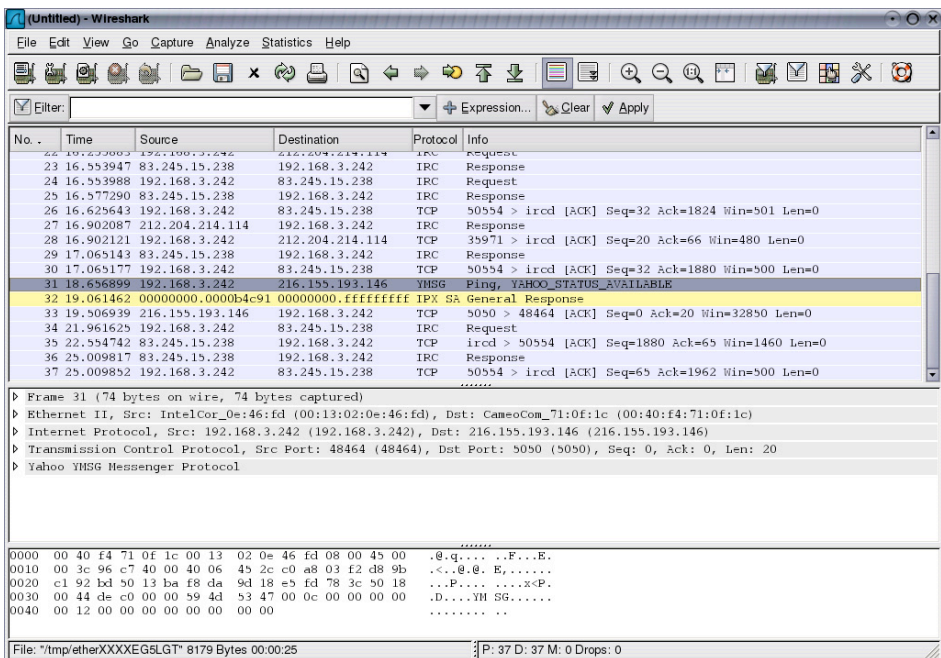 (Untitled) - Wireshark
File Edit View Go Capture Analyze Statistics Help
Filter: Expression... Clear Apply
No. . Time Source Destination Protocol Info
22 16.255883 192.168.3.242 212.204.214.114 IRC Request
23 16.553947 83.245.15.238 192.168.3.242 IRC Response
24 16.553988 192.168.3.242 83.245.15.238 IRC Request
25 16.577290 83.245.15.238 192.168.3.242 IRC Response
26 16.625643 192.168.3.242 83.245.15.238 TCP 50554 > ircd [ACK] Seq=32 Ack=1824 Win=501 Len=0
27 16.902087 212.204.214.114 192.168.3.242 IRC Response
28 16.902121 192.168.3.242 212.204.214.114 TCP 35971 > ircd [ACK] Seq=20 Ack=66 Win=480 Len=0
29 17.065143 83.245.15.238 192.168.3.242 IRC Response
30 17.065177 192.168.3.242 83.245.15.238 TCP 50554 > ircd [ACK] Seq=32 Ack=1880 Win=500 Len=0
31 18.656899 192.168.3.242 216.155.193.146 YMSG Ping, YAHOO_STATUS_AVAILABLE
32 19.061462 00000000.0000b4c91 00000000.fffffffff IPX SA General Response
33 19.506939 216.155.193.146 192.168.3.242 TCP 5050 > 48464 [ACK] Seq=0 Ack=20 Win=32850 Len=0
34 21.961625 192.168.3.242 83.245.15.238 IRC Request
35 22.554742 83.245.15.238 192.168.3.242 TCP ircd > 50554 [ACK] Seq=1880 Ack=65 Win=1460 Len=0
36 25.009817 83.245.15.238 192.168.3.242 IRC Response
37 25.009852 192.168.3.242 83.245.15.238 TCP 50554 > ircd [ACK] Seq=65 Ack=1962 Win=500 Len=0
Frame 31 (74 bytes on wire, 74 bytes captured)
Ethernet II, Src: IntelCor_0e:46:fd (00:13:02:0e:46:fd), Dst: CameoCom_71:0f:1c (00:40:f4:71:0f:1c)
Internet Protocol, Src: 192.168.3.242 (192.168.3.242), Dst: 216.155.193.146 (216.155.193.146)
Transmission Control Protocol, Src Port: 48464 (48464), Dst Port: 5050 (5050), Seq: 0, Ack: 0, Len: 20
Yahoo YMSG Messenger Protocol
0000 00 40 f4 71 0f 1c 00 13 02 0e 46 fd 08 00 45 00 .@.q.... ..F...E.
0010 00 3c 96 c7 40 00 40 06 45 2c c0 a8 03 f2 d8 9b .<..@.@. E,......
0020 c1 92 bd 50 13 ba f8 da 9d 18 e5 fd 78 3c 50 18 ...P.... ....x<P.
0030 00 44 de c0 00 00 59 4d 53 47 00 0c 00 00 00 00 .D....YM SG......
0040 00 12 00 00 00 00 00 00 00 00 ........ ..
File: "/tmp/etherXXXXEG5LGT" 8179 Bytes 00:00:25 P: 37 D: 37 M: 0 Drops: 0